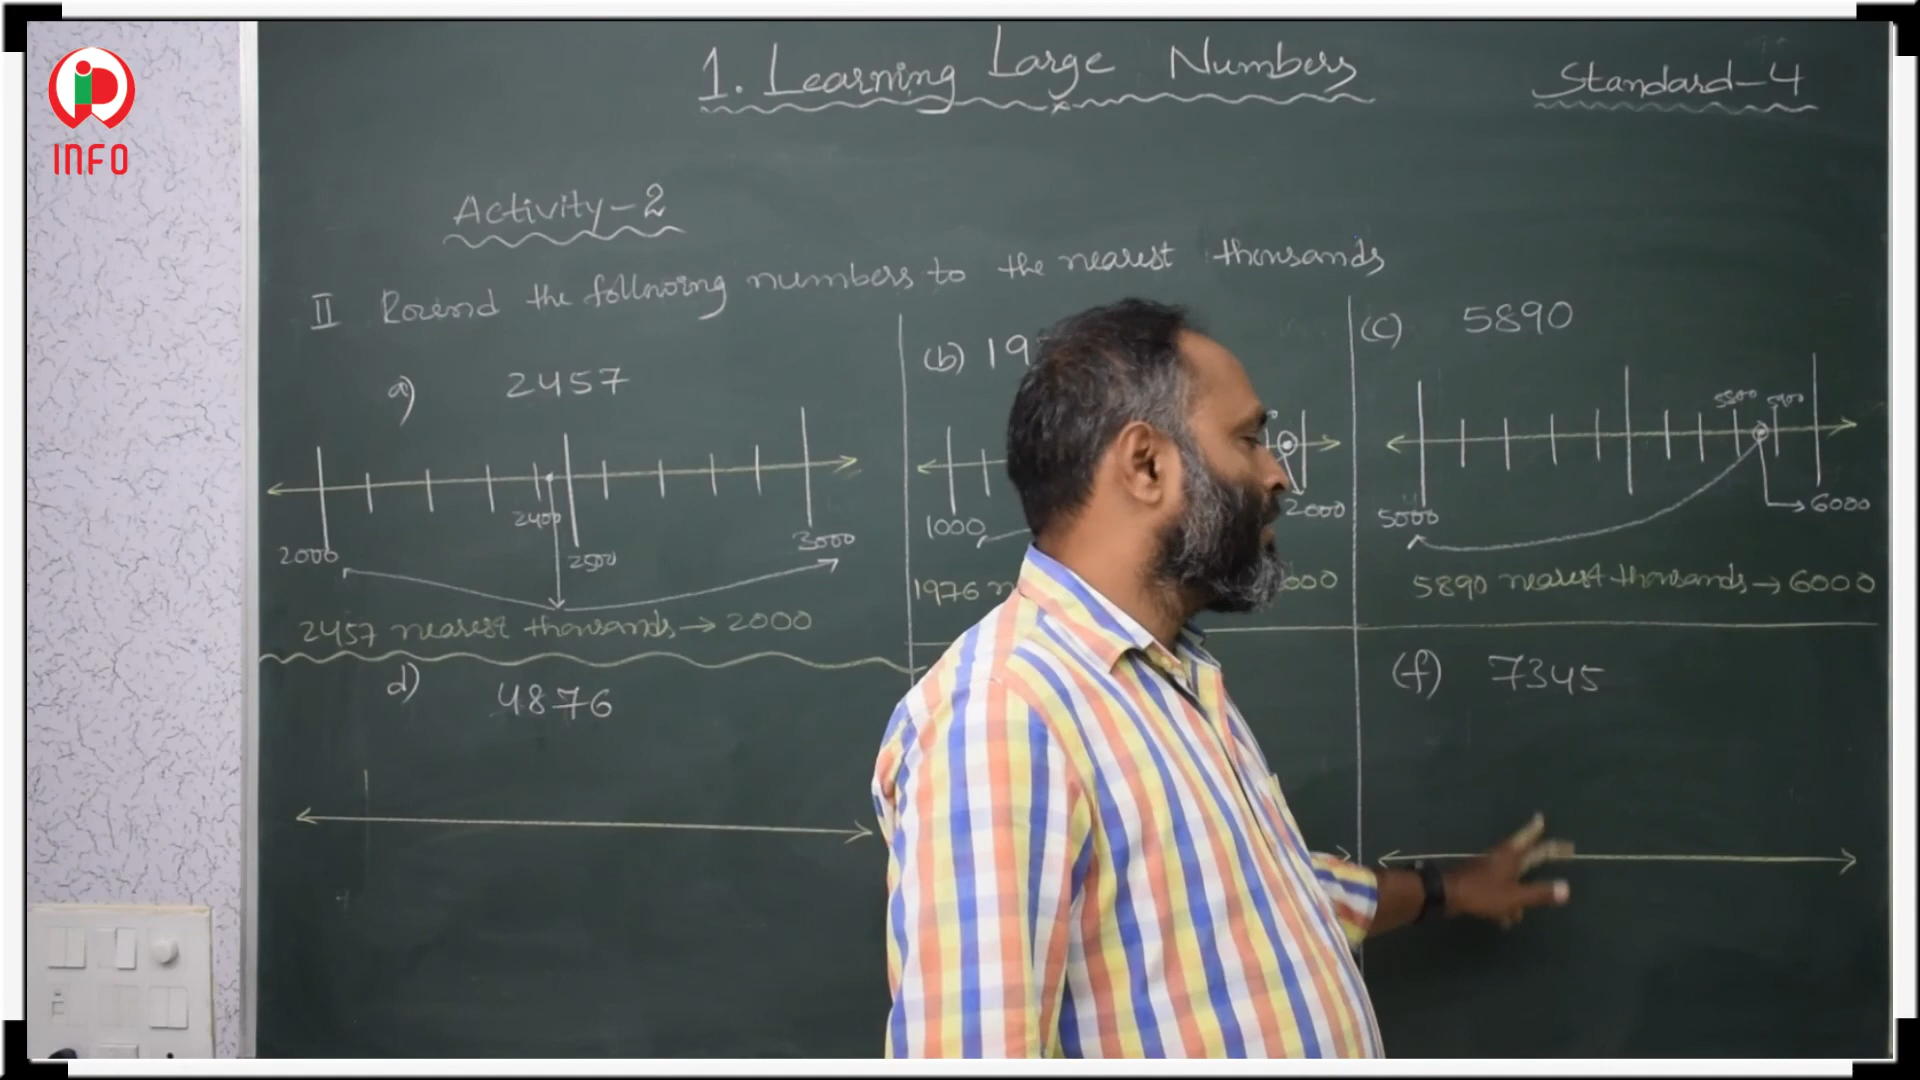 INFO
1. Learning Large Numbers
Standard-4
Activity-2
II Round the following numbers to the nearest thousands
a) 2457
2400
2000
2500
3000
2457 nearest thousands → 2000
(b) 19
1000
2000
1976 n
000
(c) 5890
5900
5000
6000
5890 nearest thousands → 6000
d) 4876
(f) 7345